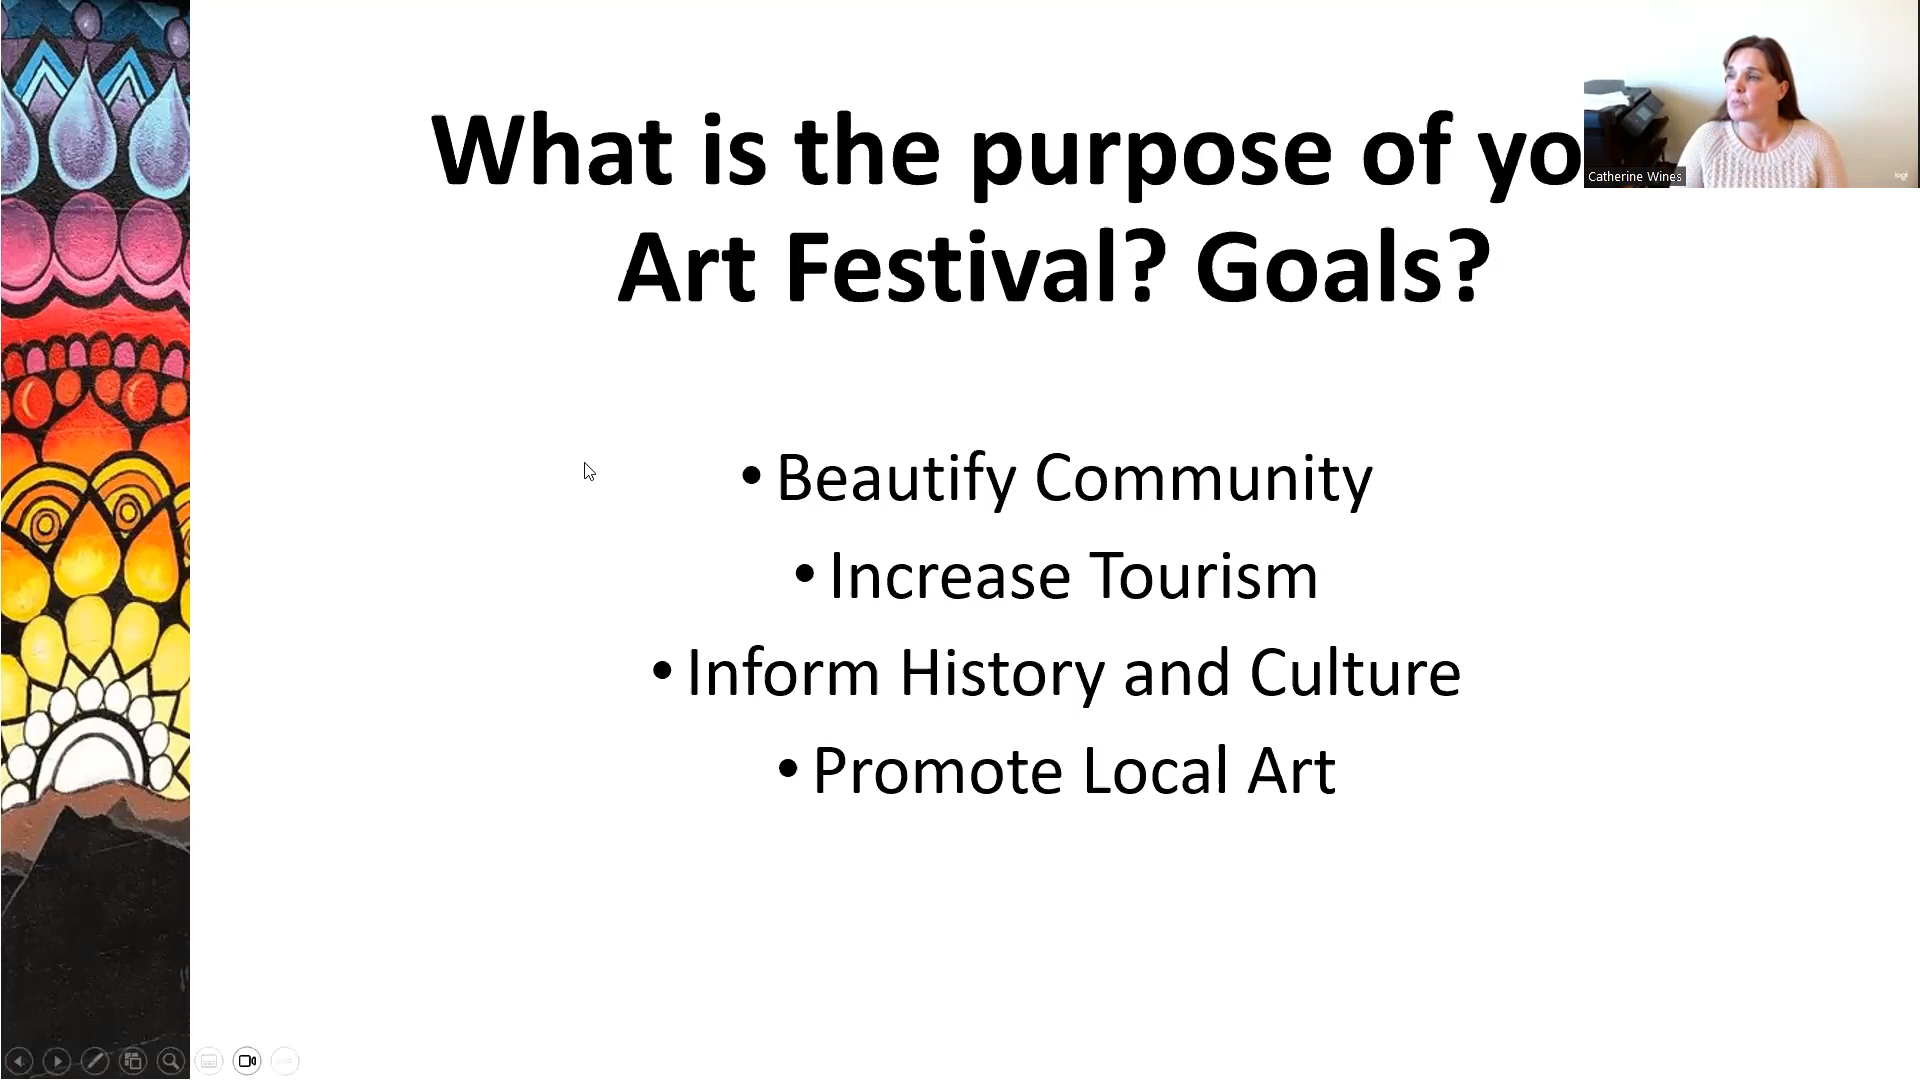 What is the purpose of yo
Art Festival? Goals?
Catherine Wines
logi
• Beautify Community
• Increase Tourism
• Inform History and Culture
• Promote Local Art